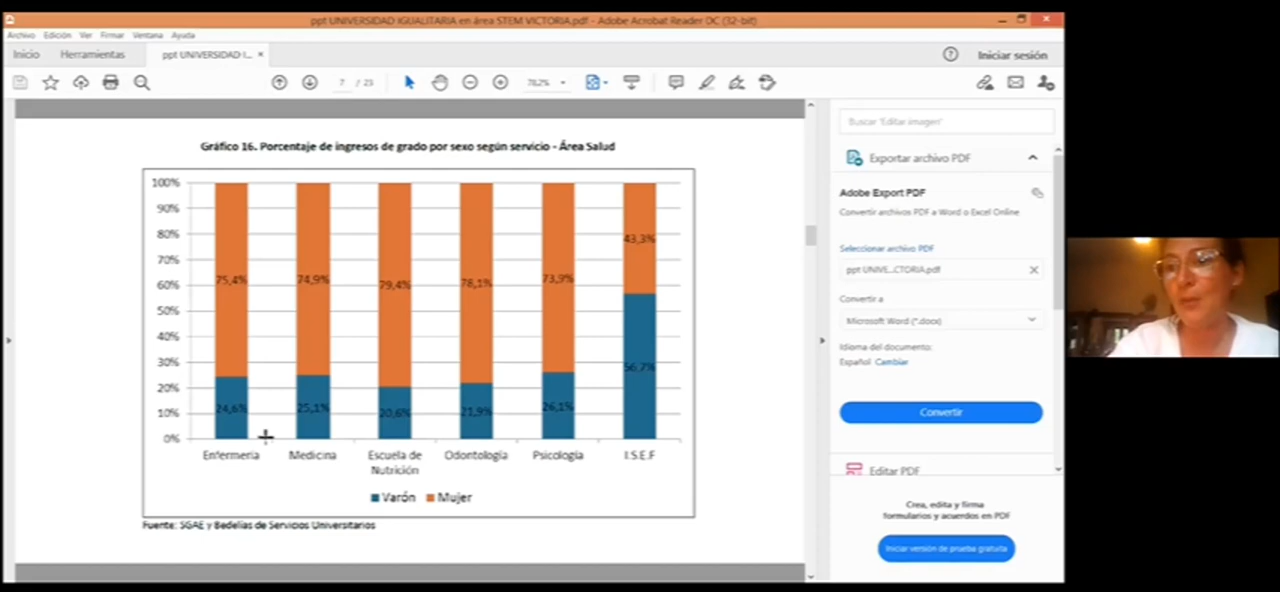 ppt UNIVERSIDAD IGUALITARIA en área STEM VICTORIA.pdf - Adobe Acrobat Reader DC (32-bit)
Archivo Edición Ver Firmar Ventana Ayuda
Inicio Herramientas ppt UNIVERSIDAD I... × Iniciar sesión
7 / 23 78,2%
Gráfico 16. Porcentaje de ingresos de grado por sexo según servicio - Área Salud
100%
90%
80%
70%
60%
50%
40%
30%
20%
10%
0%
75,4% 74,9% 79,4% 78,1% 73,9% 43,3%
24,6% 25,1% 20,6% 21,9% 26,1% 56,7%
Enfermería Medicina Escuela de Nutrición Odontología Psicología I.S.E.F
Varón Mujer
Fuente: SGAE y Bedelías de Servicios Universitarios
Buscar 'Editar imagen'
Exportar archivo PDF
Adobe Export PDF
Convertir archivos PDF a Word o Excel Online
Seleccionar archivo PDF
ppt UNIVE...CTORIA.pdf
Convertir a
Microsoft Word (*.docx)
Idioma del documento:
Español Cambiar
Convertir
Editar PDF
Crea, edita y firma
formularios y acuerdos en PDF
Iniciar versión de prueba gratuita